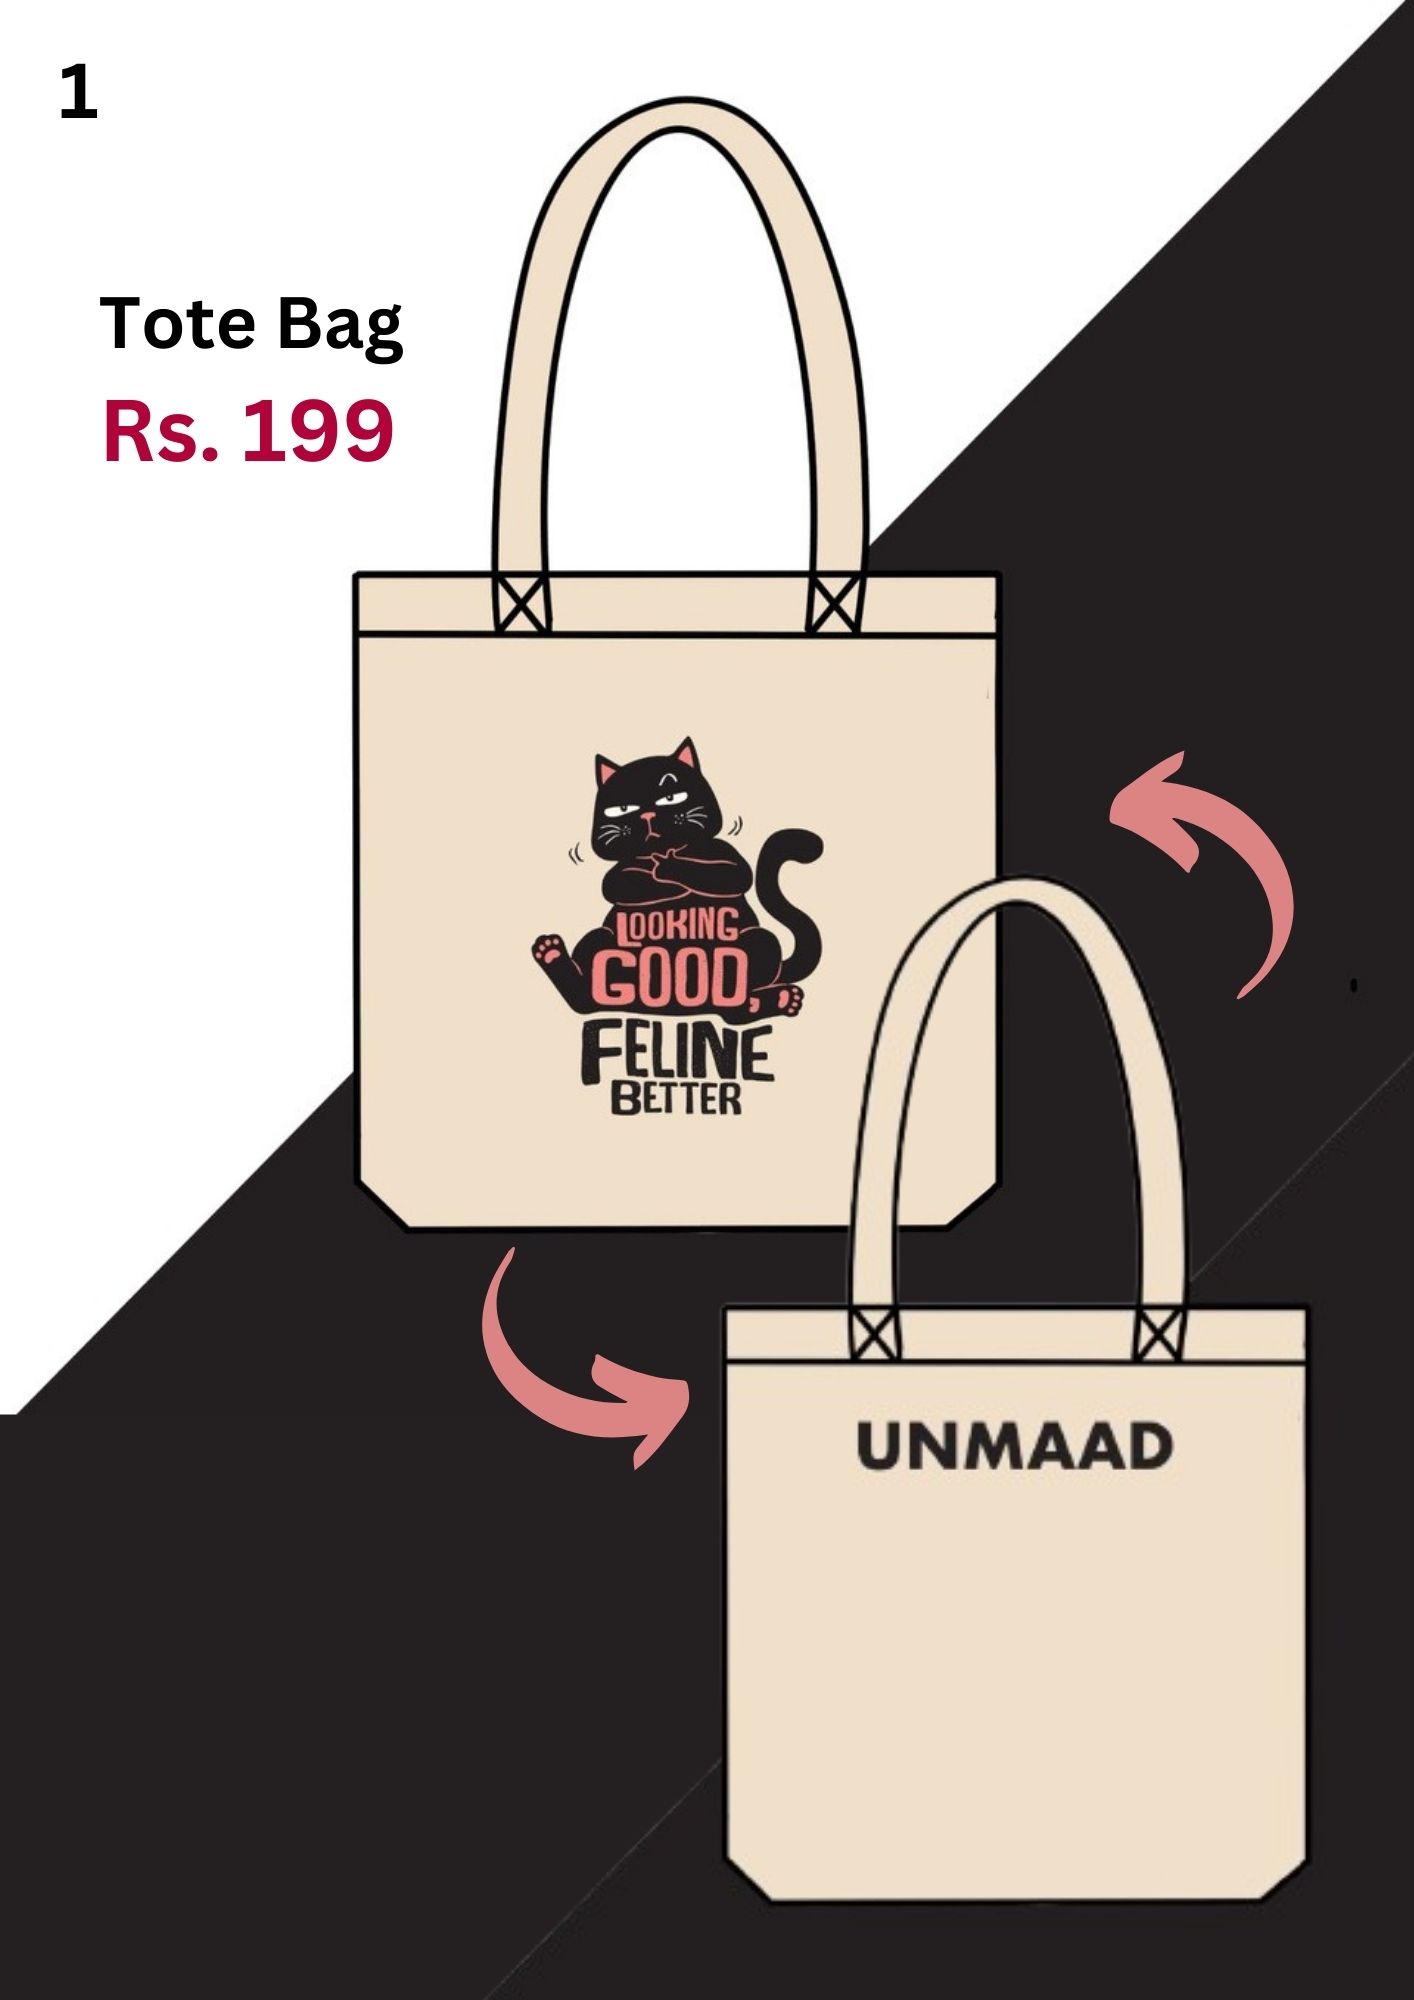 1
Tote Bag
Rs. 199
LOOKING
GOOD,
FELINE
BETTER
UNMAAD